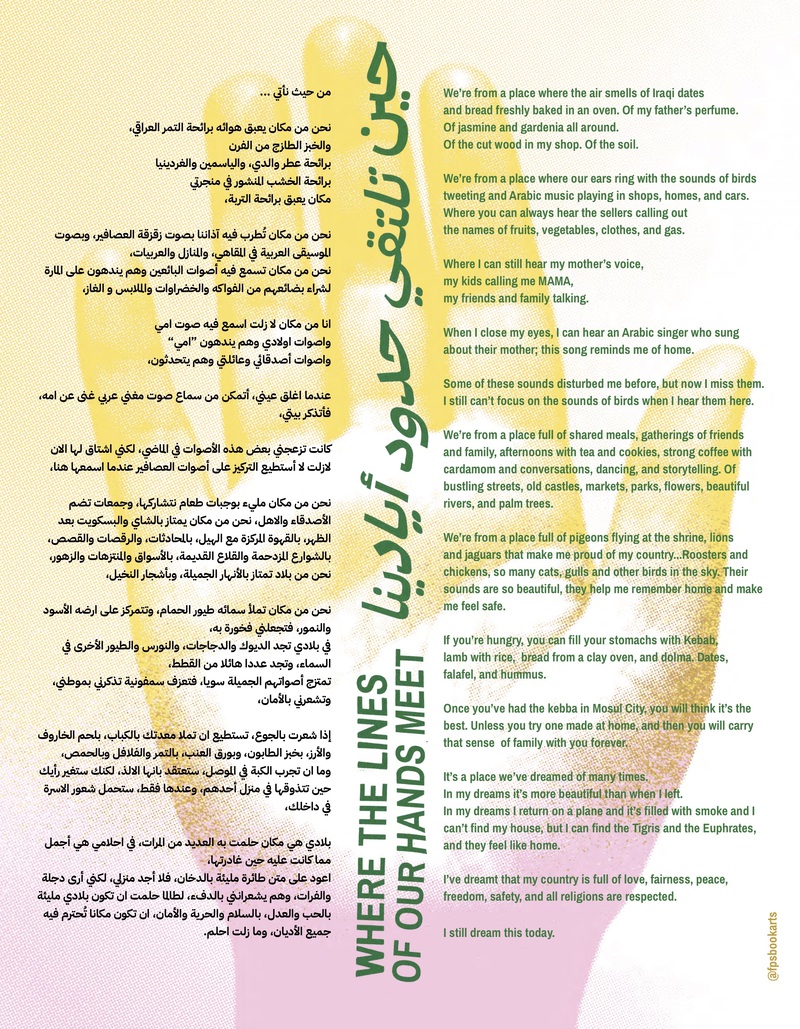 من حيث نأتي ...
نحن من مكان يعبق هوائه برائحة التمر العراقي،
والخبز الطازج من الفرن
برائحة عطر والدي، والياسمين والغردينيا
برائحة الخشب المنشور في منجرتي
مكان يعبق برائحة التربة،
نحن من مكان تُطرب فيه آذاننا بصوت زقزقة العصافير، وبصوت
الموسيقى العربية في المقاهي، والمنازل والعربيات،
نحن من مكان تسمع فيه أصوات البائعين وهم يندهون على المارة
لشراء بضائعهم من الفواكه والخضراوات والملابس و الغاز،
انا من مكان لا زلت اسمع فيه صوت امي
واصوات اولادي وهم يندهون ”امي“
واصوات أصدقائي وعائلتي وهم يتحدثون،
عندما اغلق عيني، أتمكن من سماع صوت مغني عربي غنى عن امه،
فأتذكر بيتي،
كانت تزعجني بعض هذه الأصوات في الماضي، لكنني اشتاق لها الان
لازلت لا أستطيع التركيز على أصوات العصافير عندما اسمعها هنا،
نحن من مكان مليء بوجبات طعام نتشاركها، وجمعات تضم
الأصدقاء والاهل، نحن من مكان يمتاز بالشاي والبسكويت بعد
الظهر، بالقهوة المركزة مع الهيل، بالمحادثات، والرقصات والقصص،
بالشوارع المزدحمة والقلاع القديمة، بالأسواق والمنتزهات والزهور،
نحن من بلاد تمتاز بالأنهار الجميلة، وبأشجار النخيل،
نحن من مكان تملأ سمائه طيور الحمام، وتتمركز على ارضه الأسود
والنمور، فتجعلني فخورة به،
في بلادي تجد الديوك والدجاجات، والنورس والطيور الأخرى في
السماء، وتجد عددا هائلا من القطط،
تمتزج أصواتهم الجميلة سويا، فتعزف سمفونية تذكرني بموطني،
وتشعرني بالأمان،
إذا شعرت بالجوع، تستطيع ان تملا معدتك بالكباب، بلحم الخاروف
والأرز، بخبز الطابون، وبورق العنب، بالتمر والفلافل وبالحمص،
وما ان تجرب الكبة في الموصل، ستعتقد بانها الالذ، لكنك ستغير رأيك
حين تتذوقها في منزل أحدهم، وعندها فقط، ستحمل شعور الاسرة
في داخلك،
بلادي هي مكان حلمت به العديد من المرات، في احلامي هي أجمل
مما كانت عليه حين غادرتها،
اعود على متن طائرة مليئة بالدخان، فلا أجد منزلي، لكني أرى دجلة
والفرات، وهم يشعرانني بالدفء، لطالما حلمت ان تكون بلادي مليئة
بالحب والعدل، بالسلام والحرية والأمان، ان تكون مكانا تُحترم فيه
جميع الأديان، وما زلت احلم.
حين تلتقي حدود أيادينا
WHERE THE LINES
OF OUR HANDS MEET
We're from a place where the air smells of Iraqi dates
and bread freshly baked in an oven. Of my father's perfume.
Of jasmine and gardenia all around.
Of the cut wood in my shop. Of the soil.
We're from a place where our ears ring with the sounds of birds
tweeting and Arabic music playing in shops, homes, and cars.
Where you can always hear the sellers calling out
the names of fruits, vegetables, clothes, and gas.
Where I can still hear my mother's voice,
my kids calling me MAMA,
my friends and family talking.
When I close my eyes, I can hear an Arabic singer who sung
about their mother; this song reminds me of home.
Some of these sounds disturbed me before, but now I miss them.
I still can't focus on the sounds of birds when I hear them here.
We're from a place full of shared meals, gatherings of friends
and family, afternoons with tea and cookies, strong coffee with
cardamom and conversations, dancing, and storytelling. Of
bustling streets, old castles, markets, parks, flowers, beautiful
rivers, and palm trees.
We're from a place full of pigeons flying at the shrine, lions
and jaguars that make me proud of my country...Roosters and
chickens, so many cats, gulls and other birds in the sky. Their
sounds are so beautiful, they help me remember home and make
me feel safe.
If you're hungry, you can fill your stomachs with Kebab,
lamb with rice, bread from a clay oven, and dolma. Dates,
falafel, and hummus.
Once you've had the kebba in Mosul City, you will think it's the
best. Unless you try one made at home, and then you will carry
that sense of family with you forever.
It's a place we've dreamed of many times.
In my dreams it's more beautiful than when I left.
In my dreams I return on a plane and it's filled with smoke and I
can't find my house, but I can find the Tigris and the Euphrates,
and they feel like home.
I've dreamt that my country is full of love, fairness, peace,
freedom, safety, and all religions are respected.
I still dream this today.
@fpsbookarts